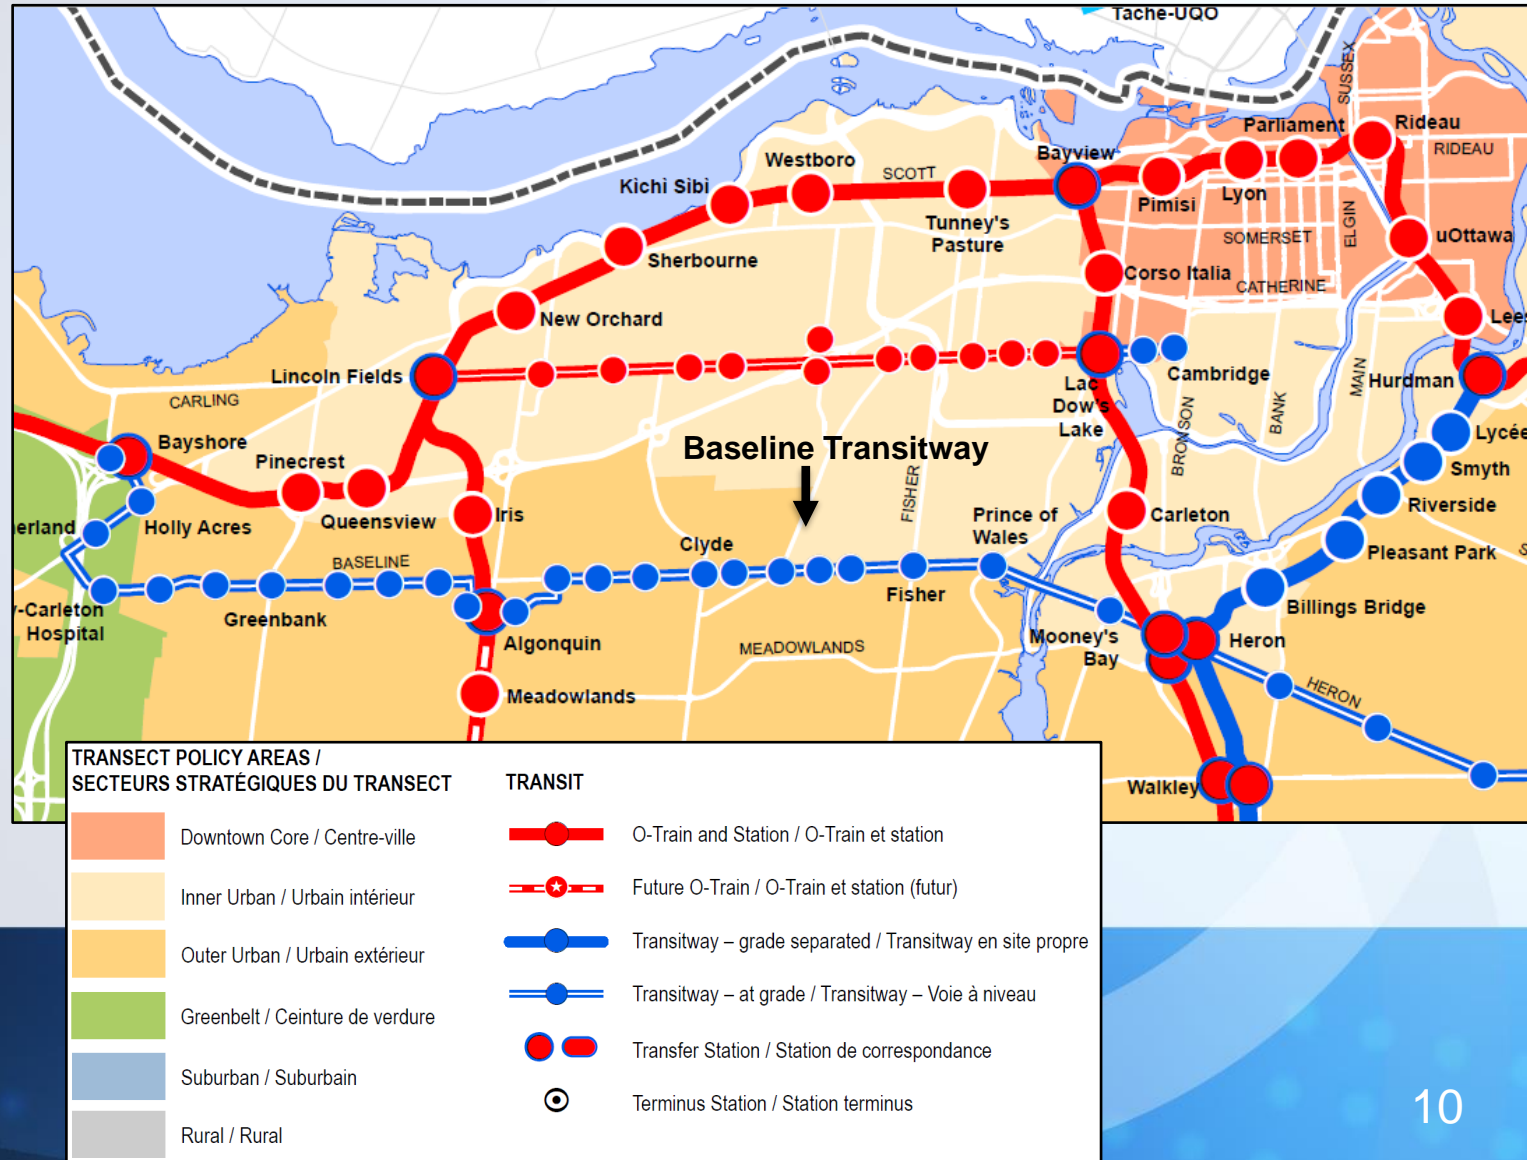 Tache-UQO
SUSSEX
Parliament
Rideau
RIDEAU
Bayview
Westboro
SCOTT
Kichi Sibi
Pimisi
Lyon
ELGIN
Tunney's
Pasture
SOMERSET
uOttawa
Sherbourne
Corso Italia
CATHERINE
New Orchard
Lees
Lincoln Fields
Cambridge
MAIN
Hurdman
CARLING
Lac
Dow's
Lake
BRONSON
BANK
Bayshore
Baseline Transitway
Lycée
Pinecrest
Smyth
FISHER
Holly Acres
Queensview
Iris
Prince of
Wales
Carleton
Riverside
erland
Clyde
Pleasant Park
BASELINE
Fisher
y-Carleton
Hospital
Greenbank
Billings Bridge
Algonquin
MEADOWLANDS
Mooney's
Bay
Heron
Meadowlands
HERON
Walkley
TRANSECT POLICY AREAS /
SECTEURS STRATÉGIQUES DU TRANSECT
Downtown Core / Centre-ville
Inner Urban / Urbain intérieur
Outer Urban / Urbain extérieur
Greenbelt / Ceinture de verdure
Suburban / Suburbain
Rural / Rural
TRANSIT
O-Train and Station / O-Train et station
Future O-Train / O-Train et station (futur)
Transitway – grade separated / Transitway en site propre
Transitway – at grade / Transitway – Voie à niveau
Transfer Station / Station de correspondance
Terminus Station / Station terminus
10